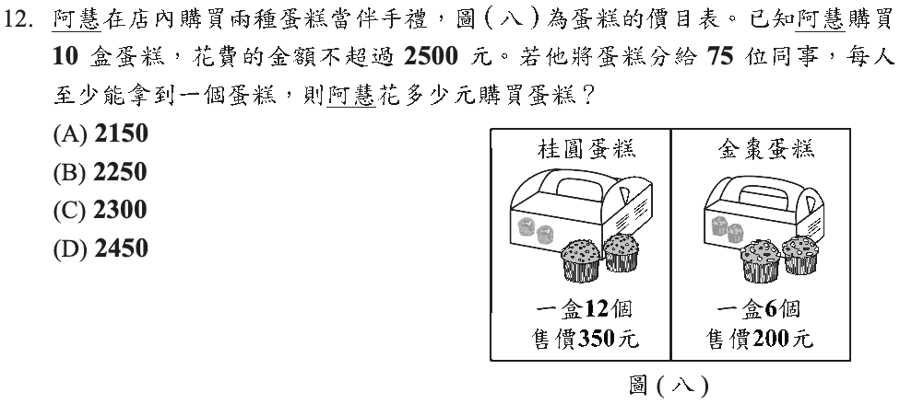 12. 阿慧在店內購買兩種蛋糕當伴手禮，圖(八)為蛋糕的價目表。已知阿慧購買
10 盒蛋糕，花費的金額不超過 2500 元。若他將蛋糕分給 75 位同事，每人
至少能拿到一個蛋糕，則阿慧花多少元購買蛋糕？
(A) 2150
(B) 2250
(C) 2300
(D) 2450
桂圓蛋糕
一盒12個
售價350元
金棗蛋糕
一盒6個
售價200元
圖(八)